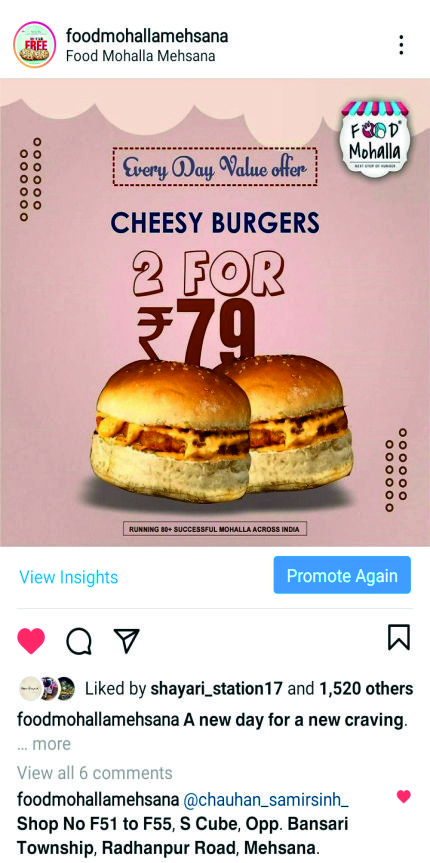 foodmohallamehsana
Food Mohalla Mehsana
FREE
Every Day Value offer
FOOD
Mohalla
NEXT STOP OF HUNGER
CHEESY BURGERS
2 FOR
₹79
RUNNING 80+ SUCCESSFUL MOHALLA ACROSS INDIA
View Insights
Promote Again
Liked by shayari_station17 and 1,520 others
foodmohallamehsana A new day for a new craving.
... more
View all 6 comments
foodmohallamehsana @chauhan_samirsinh_
Shop No F51 to F55, S Cube, Opp. Bansari
Township, Radhanpur Road, Mehsana.